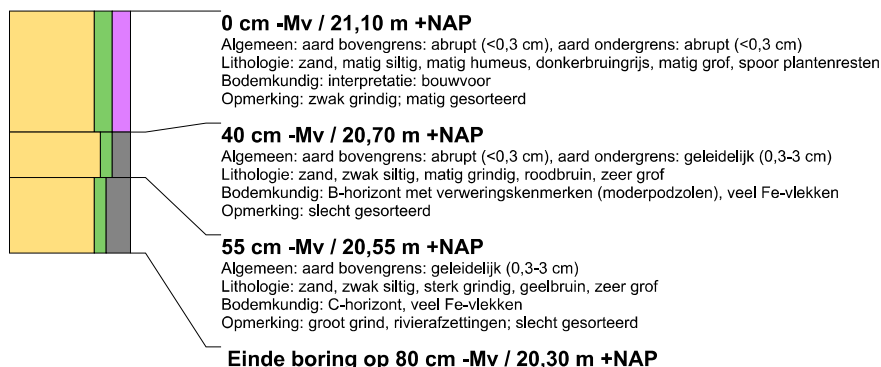 0 cm -Mv / 21,10 m +NAP
Algemeen: aard bovengrens: abrupt (<0,3 cm), aard ondergrens: abrupt (<0,3 cm)
Lithologie: zand, matig siltig, matig humeus, donkerbruingrijs, matig grof, spoor plantenresten
Bodemkundig: interpretatie: bouwvoor
Opmerking: zwak grindig; matig gesorteerd
40 cm -Mv / 20,70 m +NAP
Algemeen: aard bovengrens: abrupt (<0,3 cm), aard ondergrens: geleidelijk (0,3-3 cm)
Lithologie: zand, zwak siltig, matig grindig, roodbruin, zeer grof
Bodemkundig: B-horizont met verweringskenmerken (moderpodzolen), veel Fe-vlekken
Opmerking: slecht gesorteerd
55 cm -Mv / 20,55 m +NAP
Algemeen: aard bovengrens: geleidelijk (0,3-3 cm)
Lithologie: zand, zwak siltig, sterk grindig, geelbruin, zeer grof
Bodemkundig: C-horizont, veel Fe-vlekken
Opmerking: groot grind, rivierafzettingen; slecht gesorteerd
Einde boring op 80 cm -Mv / 20,30 m +NAP